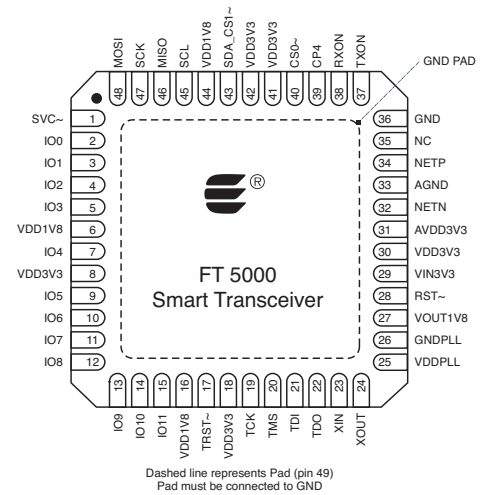 MOSI
SCK
MISO
SCL
VDD1V8
SDA_CS1~
VDD3V3
VDD3V3
CS0~
CP4
RXON
TXON
48
47
46
45
44
43
42
41
40
39
38
37
GND PAD
SVC~ 1
IO0 2
IO1 3
IO2 4
IO3 5
VDD1V8 6
IO4 7
VDD3V3 8
IO5 9
IO6 10
IO7 11
IO8 12
36 GND
35 NC
34 NETP
33 AGND
32 NETN
31 AVDD3V3
30 VDD3V3
29 VIN3V3
28 RST~
27 VOUT1V8
26 GNDPLL
25 VDDPLL
®
FT 5000
Smart Transceiver
13
14
15
16
17
18
19
20
21
22
23
24
IO9
IO10
IO11
VDD1V8
TRST~
VDD3V3
TCK
TMS
TDI
TDO
XIN
XOUT
Dashed line represents Pad (pin 49)
Pad must be connected to GND